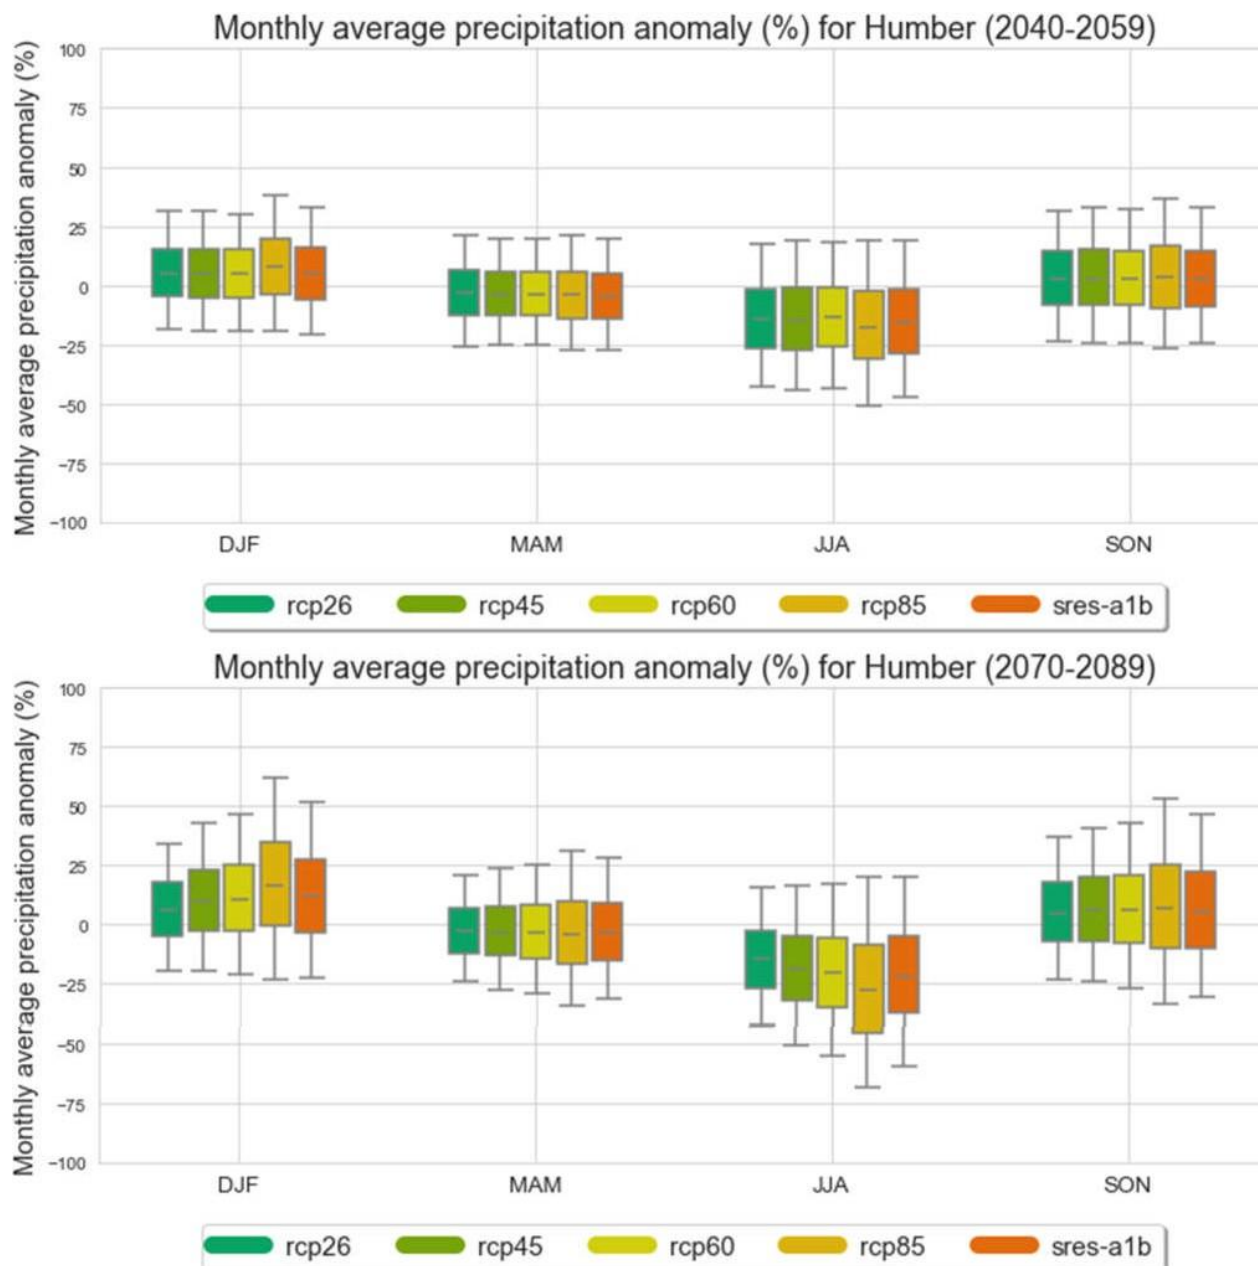 Monthly average precipitation anomaly (%) for Humber (2040-2059)
Monthly average precipitation anomaly (%)
100
75
50
25
0
−25
−50
−75
−100
DJF MAM JJA SON
rcp26 rcp45 rcp60 rcp85 sres-a1b
Monthly average precipitation anomaly (%) for Humber (2070-2089)
Monthly average precipitation anomaly (%)
100
75
50
25
0
−25
−50
−75
−100
DJF MAM JJA SON
rcp26 rcp45 rcp60 rcp85 sres-a1b